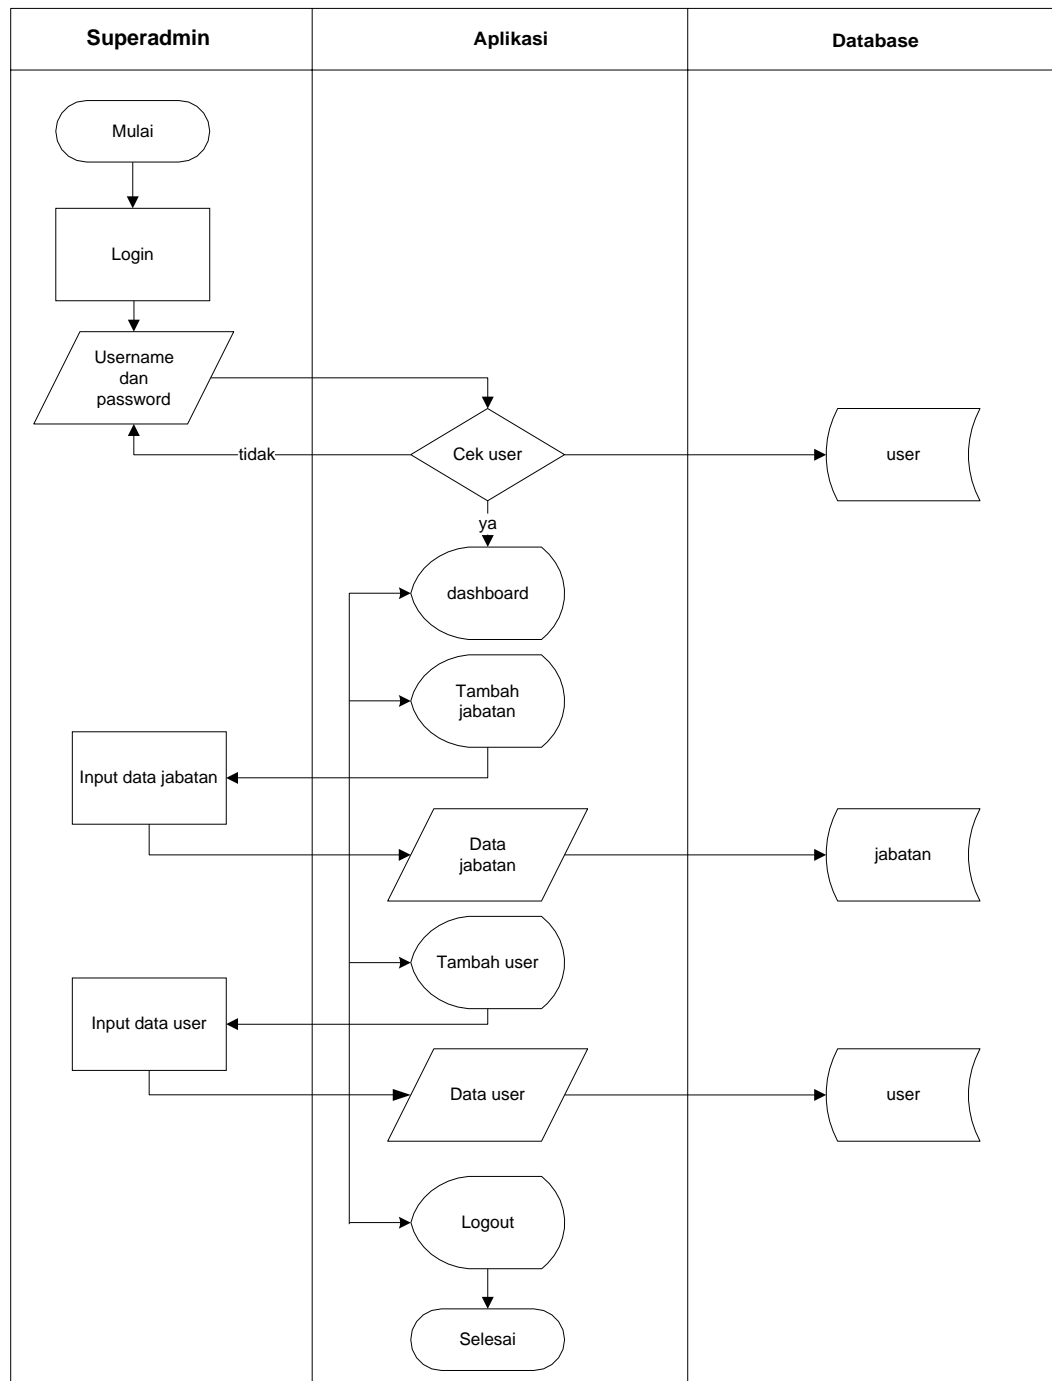 Superadmin
Aplikasi
Database
Mulai
Login
Username
dan
password
tidak
Cek user
user
ya
dashboard
Tambah
jabatan
Input data jabatan
Data
jabatan
jabatan
Tambah user
Input data user
Data user
user
Logout
Selesai